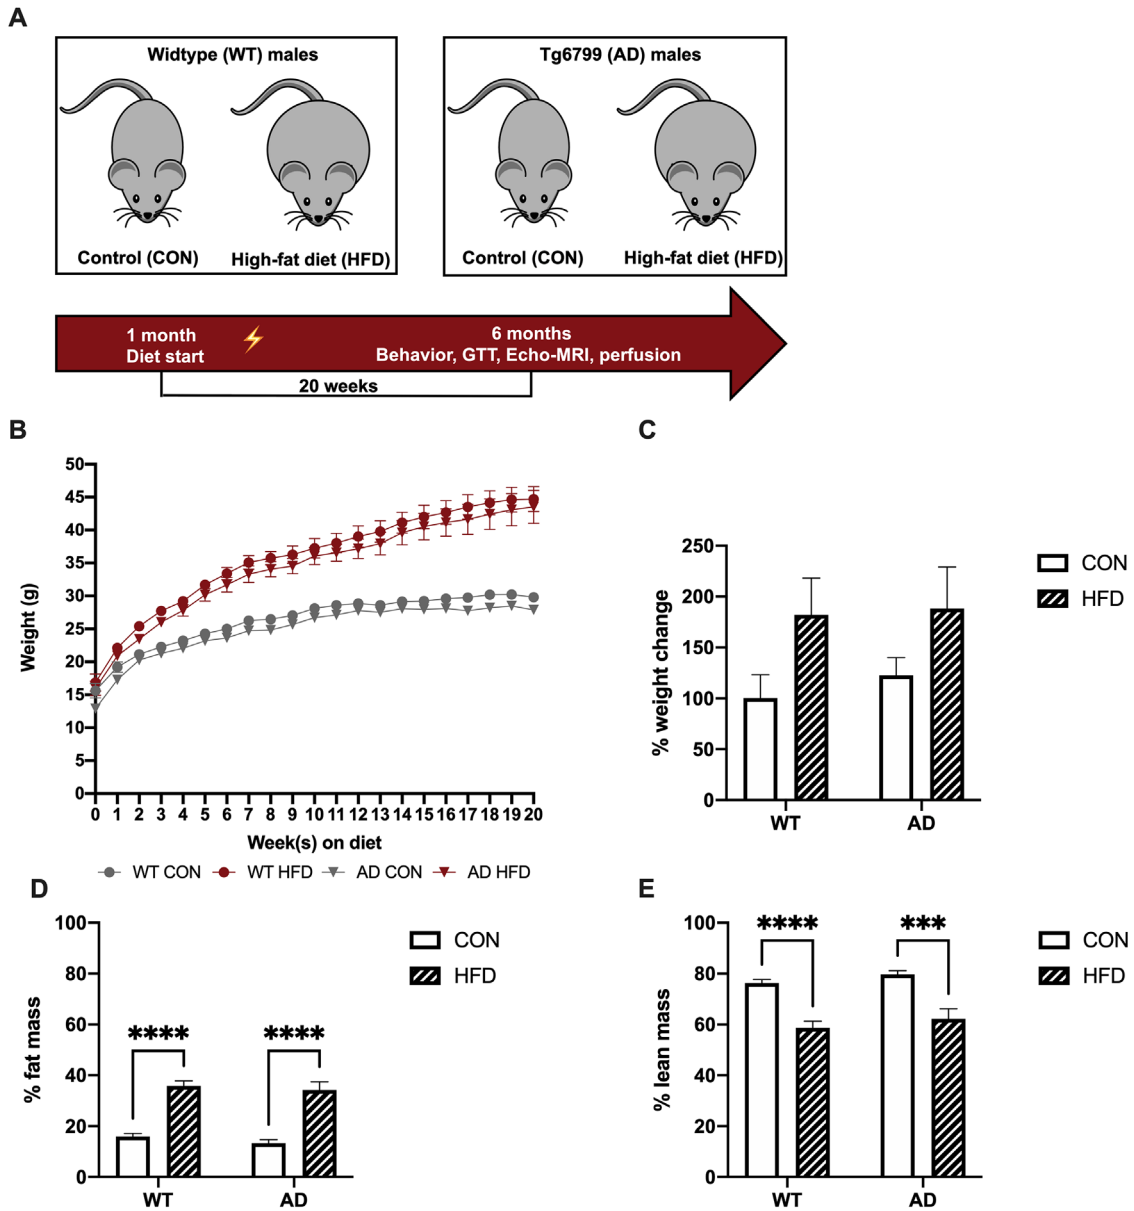 A
Widtype (WT) males
Tg6799 (AD) males
Control (CON)
High-fat diet (HFD)
Control (CON)
High-fat diet (HFD)
1 month
Diet start
6 months
Behavior, GTT, Echo-MRI, perfusion
20 weeks
B
50
45
40
35
30
25
20
15
10
5
0
Weight (g)
0 1 2 3 4 5 6 7 8 9 10 11 12 13 14 15 16 17 18 19 20
Week(s) on diet
WT CON WT HFD AD CON AD HFD
C
250
200
150
100
50
0
% weight change
WT AD
CON
HFD
D
100
80
60
40
20
0
% fat mass
**** ****
WT AD
CON
HFD
E
100
80
60
40
20
0
% lean mass
**** ***
WT AD
CON
HFD